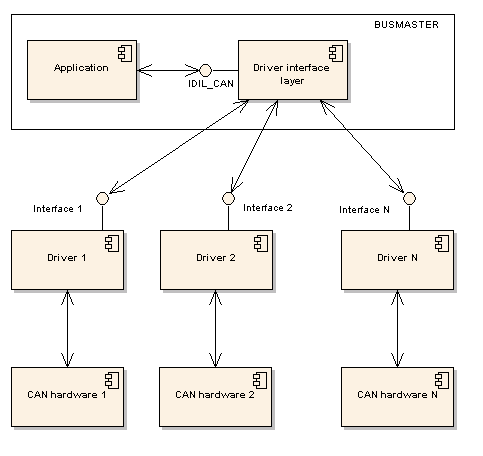 BUSMASTER
Application
Driver interface
layer
IDIL_CAN
Interface 1
Interface 2
Interface N
Driver 1
Driver 2
Driver N
CAN hardware 1
CAN hardware 2
CAN hardware N